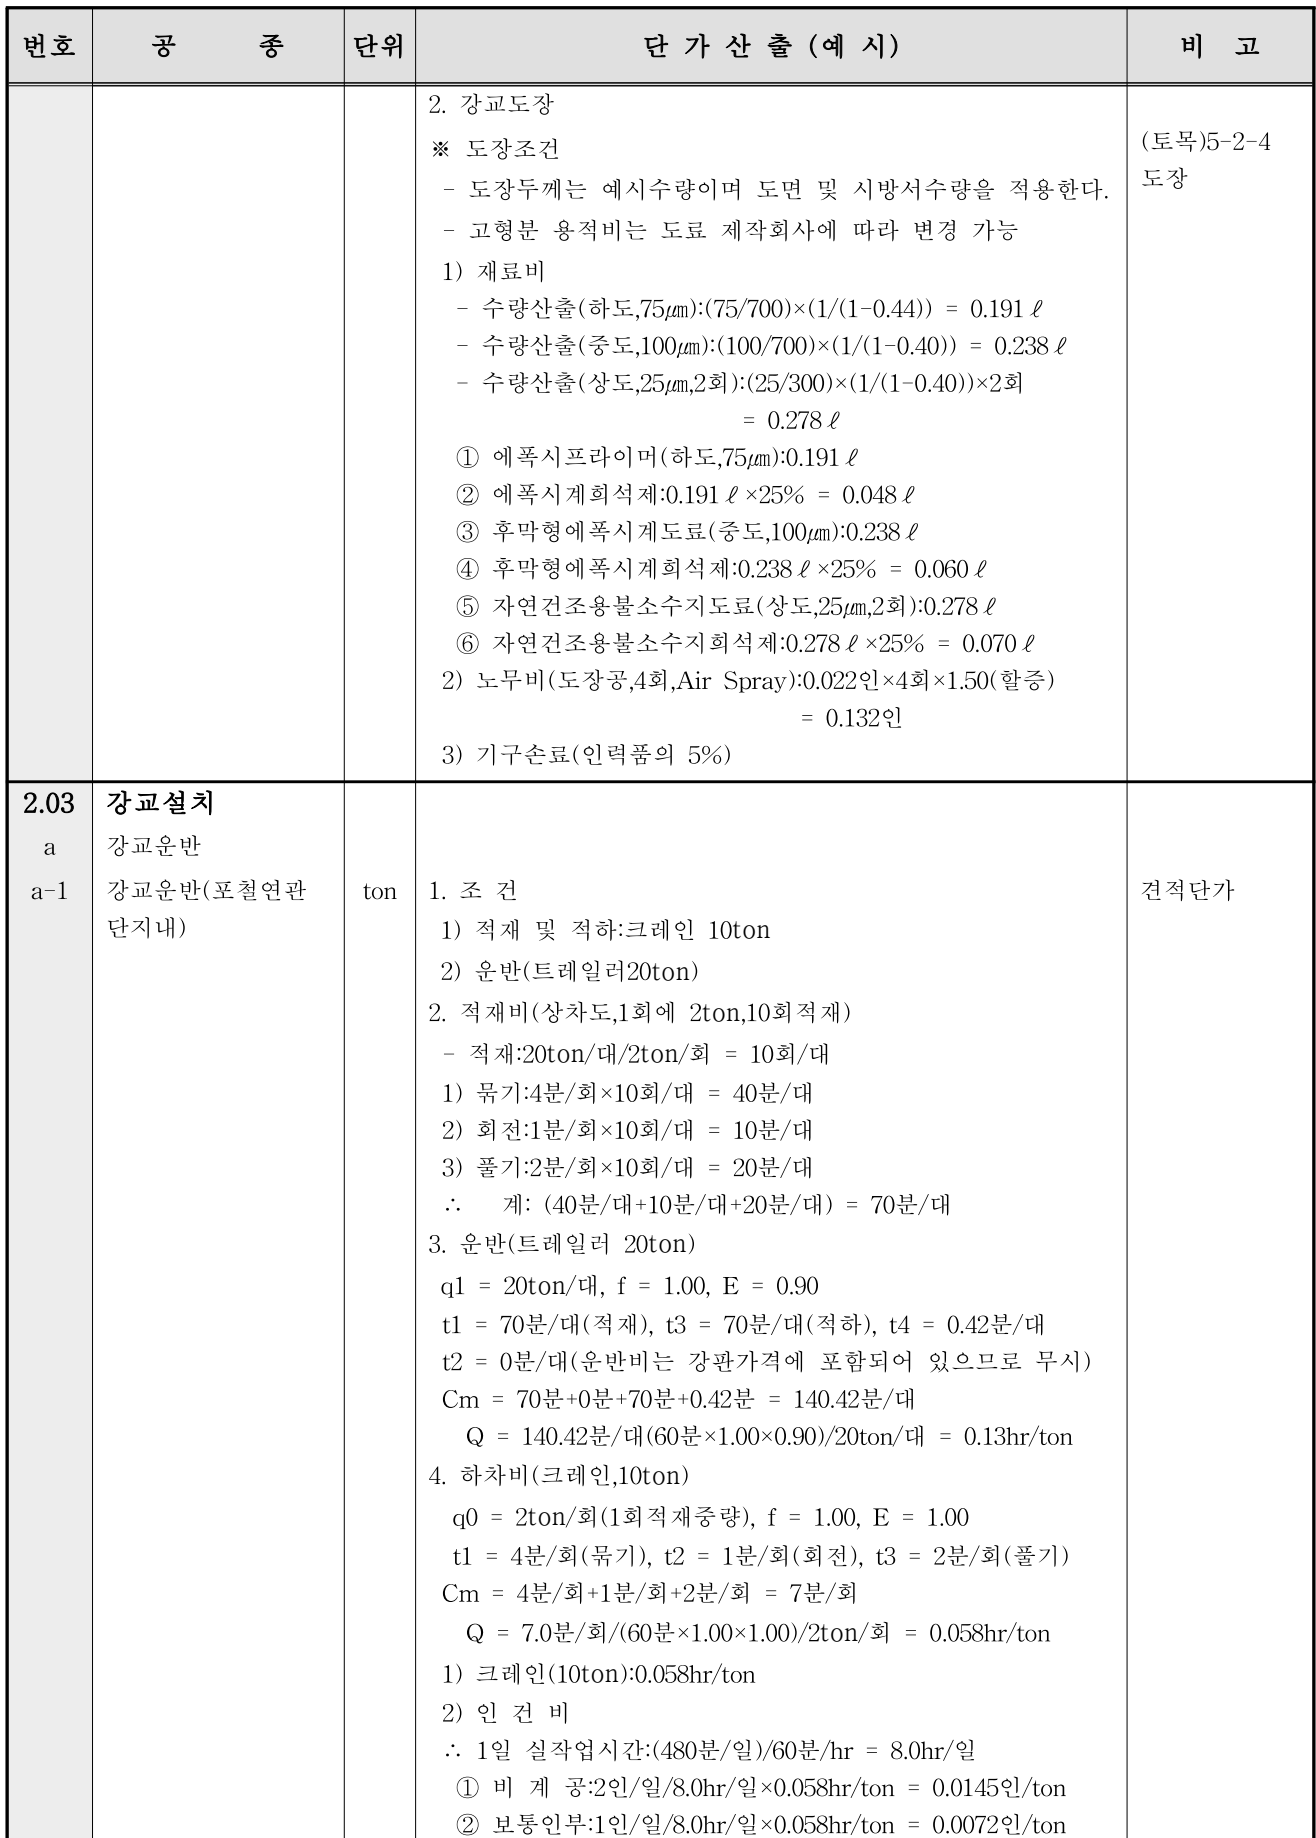 번호 공 종 단위 단 가 산 출 (예 시) 비 고
2. 강교도장
※ 도장조건
(토목)5-2-4
도장
- 도장두께는 예시수량이며 도면 및 시방서수량을 적용한다.
- 고형분 용적비는 도료 제작회사에 따라 변경 가능
1) 재료비
- 수량산출(하도,75㎛):(75/700)×(1/(1-0.44)) = 0.191ℓ
- 수량산출(중도,100㎛):(100/700)×(1/(1-0.40)) = 0.238ℓ
- 수량산출(상도,25㎛,2회):(25/300)×(1/(1-0.40))×2회
= 0.278ℓ
① 에폭시프라이머(하도,75㎛):0.191ℓ
② 에폭시계희석제:0.191ℓ×25% = 0.048ℓ
③ 후막형에폭시계도료(중도,100㎛):0.238ℓ
④ 후막형에폭시계희석제:0.238ℓ×25% = 0.060ℓ
⑤ 자연건조용불소수지도료(상도,25㎛,2회):0.278ℓ
⑥ 자연건조용불소수지희석제:0.278ℓ×25% = 0.070ℓ
2) 노무비(도장공,4회,Air Spray):0.022인×4회×1.50(할증)
= 0.132인
3) 기구손료(인력품의 5%)
2.03 강교설치
a 강교운반
a-1 강교운반(포철연관 ton 1. 조 건 견적단가
단지내)
1) 적재 및 적하:크레인 10ton
2) 운반(트레일러20ton)
2. 적재비(상차도,1회에 2ton,10회적재)
- 적재:20ton/대/2ton/회 = 10회/대
1) 묶기:4분/회×10회/대 = 40분/대
2) 회전:1분/회×10회/대 = 10분/대
3) 풀기:2분/회×10회/대 = 20분/대
∴ 계: (40분/대+10분/대+20분/대) = 70분/대
3. 운반(트레일러 20ton)
q1 = 20ton/대, f = 1.00, E = 0.90
t1 = 70분/대(적재), t3 = 70분/대(적하), t4 = 0.42분/대
t2 = 0분/대(운반비는 강판가격에 포함되어 있으므로 무시)
Cm = 70분+0분+70분+0.42분 = 140.42분/대
Q = 140.42분/대(60분×1.00×0.90)/20ton/대 = 0.13hr/ton
4. 하차비(크레인,10ton)
q0 = 2ton/회(1회적재중량), f = 1.00, E = 1.00
t1 = 4분/회(묶기), t2 = 1분/회(회전), t3 = 2분/회(풀기)
Cm = 4분/회+1분/회+2분/회 = 7분/회
Q = 7.0분/회/(60분×1.00×1.00)/2ton/회 = 0.058hr/ton
1) 크레인(10ton):0.058hr/ton
2) 인 건 비
∴ 1일 실작업시간:(480분/일)/60분/hr = 8.0hr/일
① 비 계 공:2인/일/8.0hr/일×0.058hr/ton = 0.0145인/ton
② 보통인부:1인/일/8.0hr/일×0.058hr/ton = 0.0072인/ton